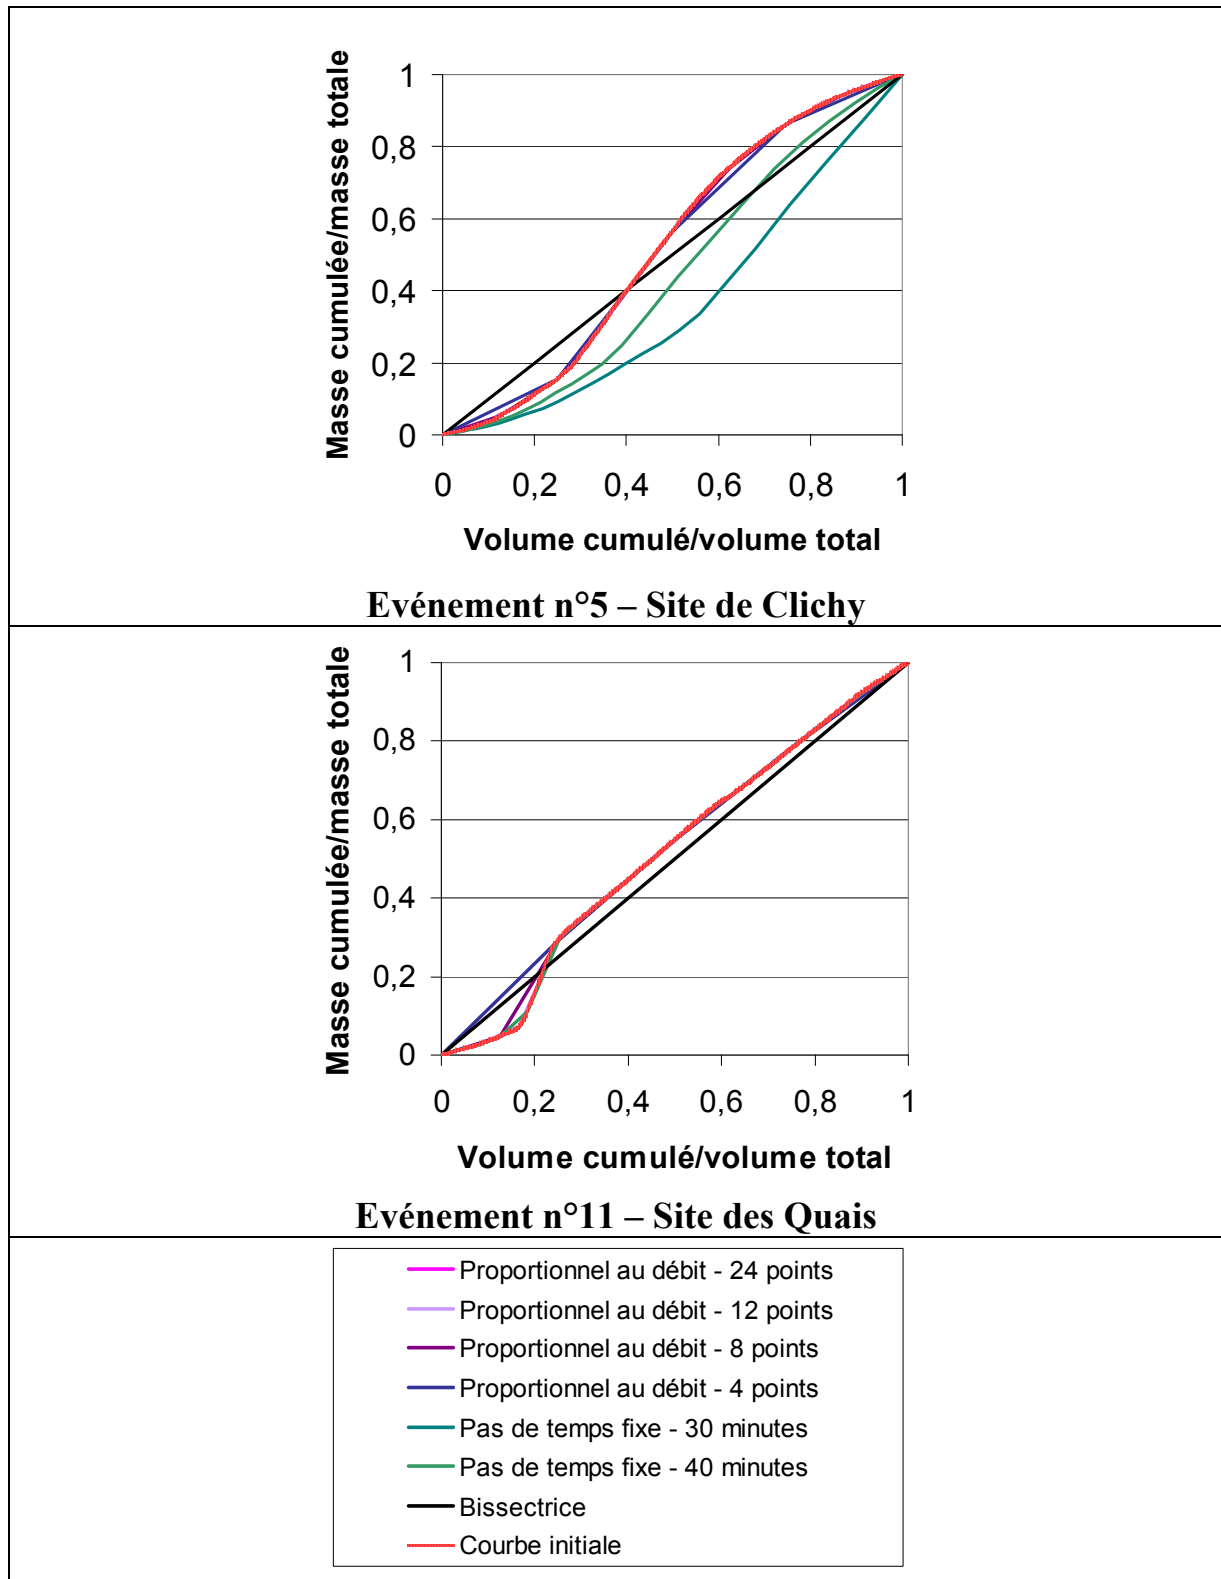 Masse cumulée/masse totale
1
0,8
0,6
0,4
0,2
0
0 0,2 0,4 0,6 0,8 1
Volume cumulé/volume total
Evénement n°5 – Site de Clichy
Masse cumulée/masse totale
1
0,8
0,6
0,4
0,2
0
0 0,2 0,4 0,6 0,8 1
Volume cumulé/volume total
Evénement n°11 – Site des Quais
Proportionnel au débit - 24 points
Proportionnel au débit - 12 points
Proportionnel au débit - 8 points
Proportionnel au débit - 4 points
Pas de temps fixe - 30 minutes
Pas de temps fixe - 40 minutes
Bissectrice
Courbe initiale